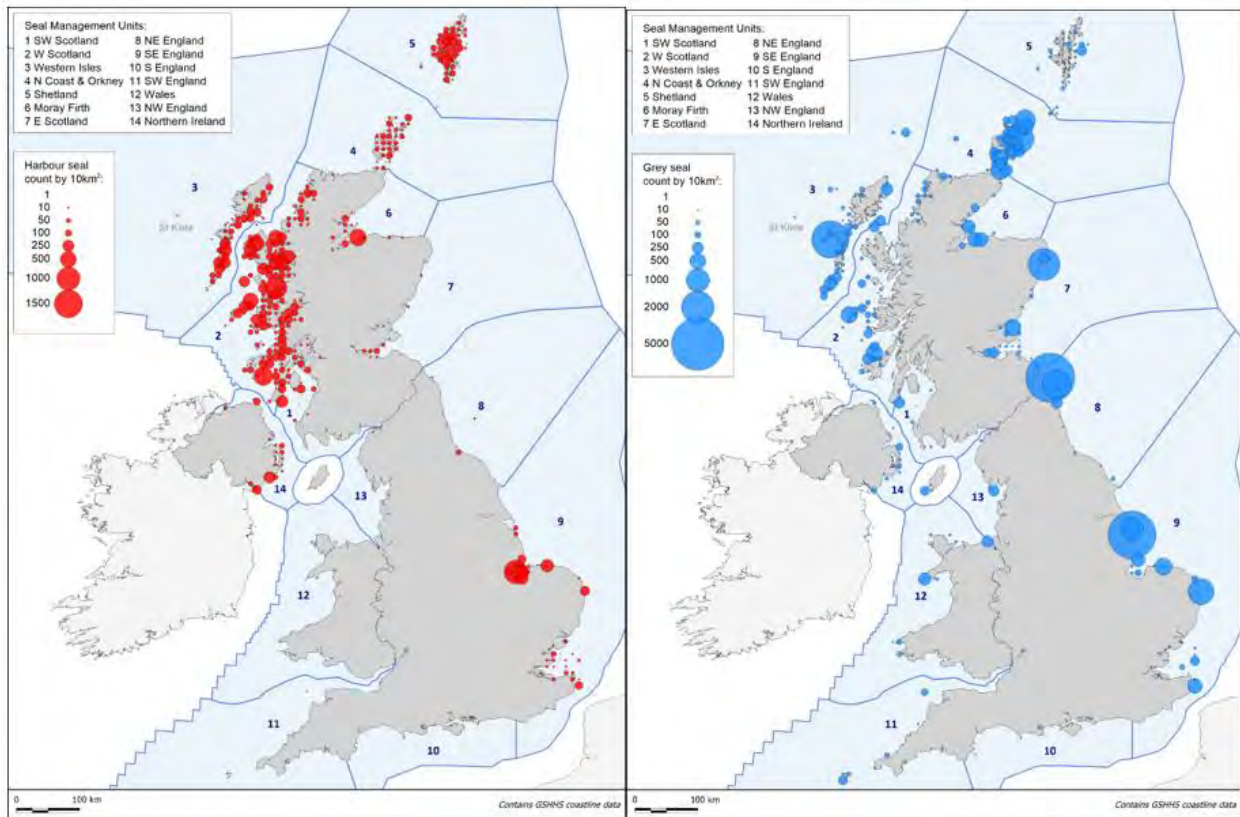 Seal Management Units:
1 SW Scotland 8 NE England
2 W Scotland 9 SE England
3 Western Isles 10 S England
4 N Coast & Orkney 11 SW England
5 Shetland 12 Wales
6 Moray Firth 13 NW England
7 E Scotland 14 Northern Ireland
Harbour seal
count by 10km²:
1
10
50
100
250
500
1000
1500
St Kilda
5
4
3
6
7
2
1
8
14
13
9
12
11
10
0 100 km
Contains GSHHS coastline data
Seal Management Units:
1 SW Scotland 8 NE England
2 W Scotland 9 SE England
3 Western Isles 10 S England
4 N Coast & Orkney 11 SW England
5 Shetland 12 Wales
6 Moray Firth 13 NW England
7 E Scotland 14 Northern Ireland
Grey seal
count by 10km²:
1
10
50
100
250
500
1000
2000
5000
St Kilda
5
4
3
6
7
2
1
8
14
13
9
12
11
10
0 100 km
Contains GSHHS coastline data